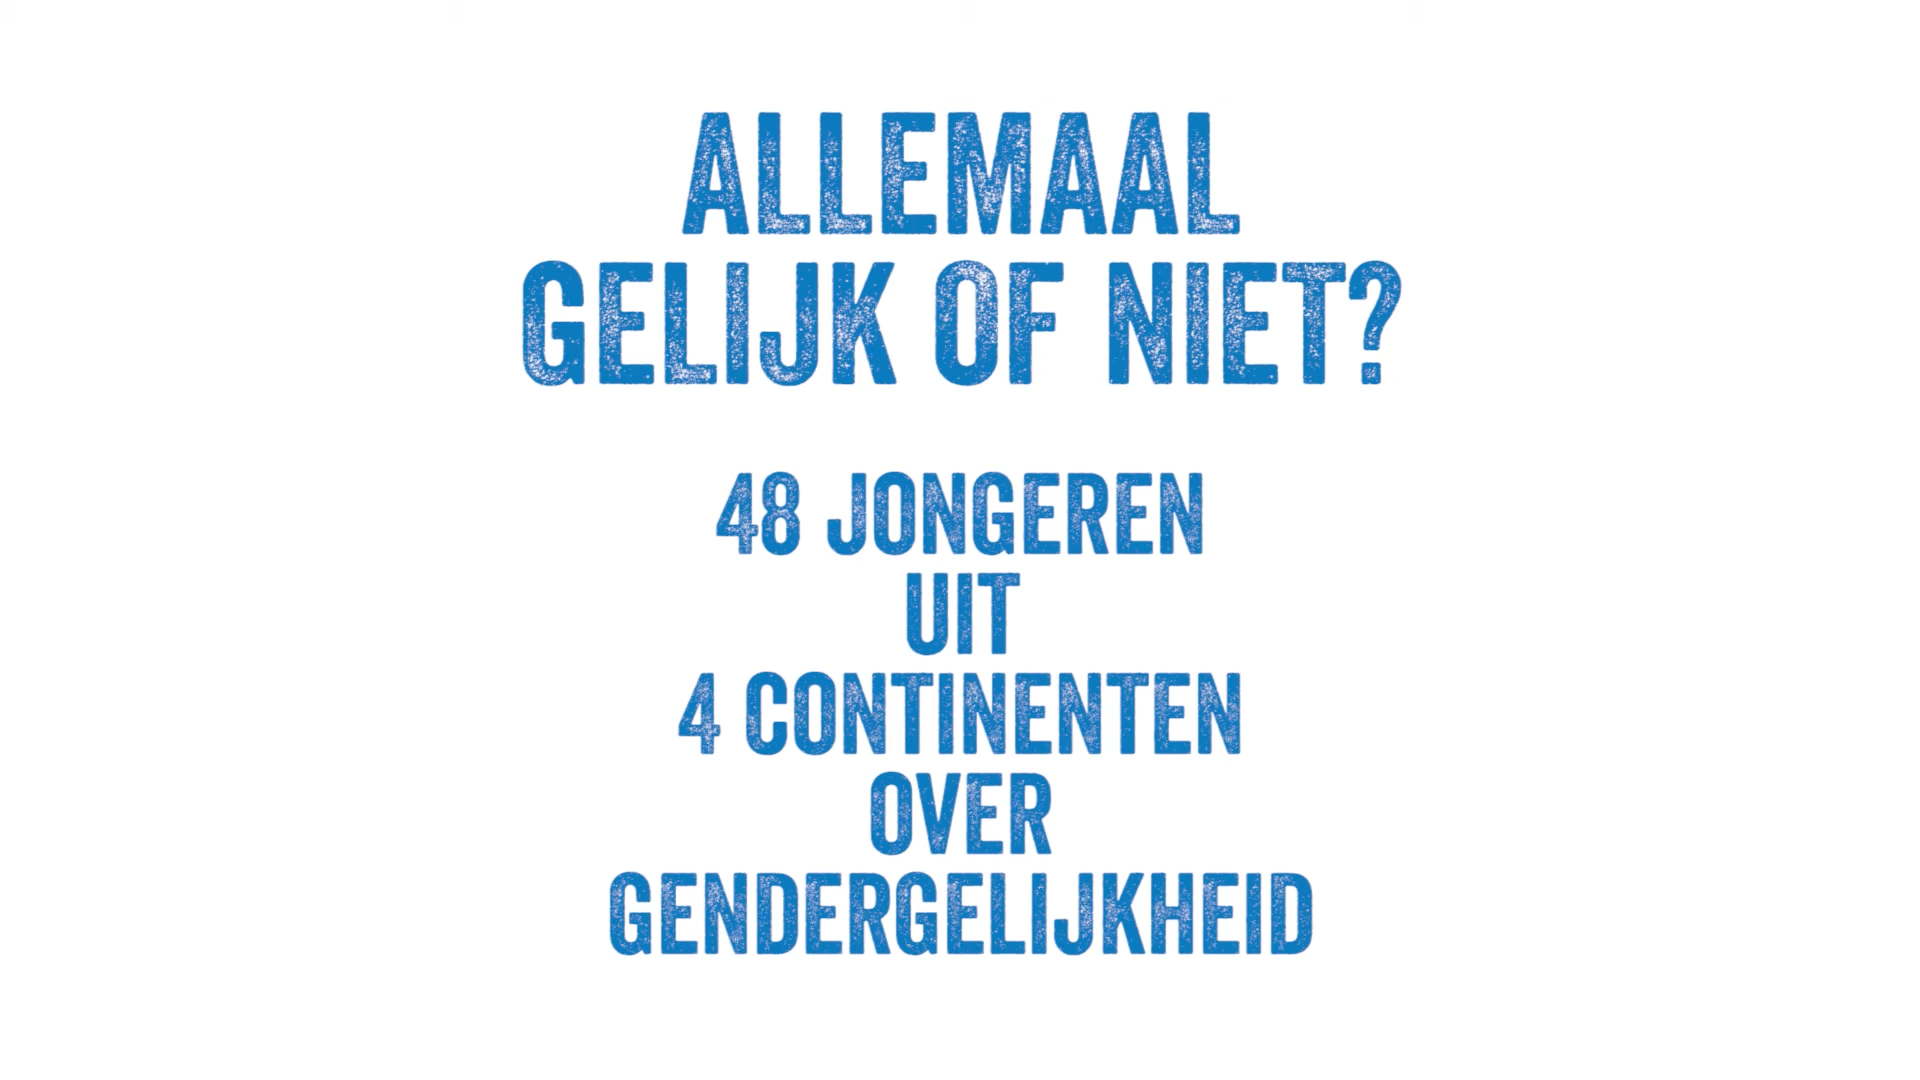 ALLEMAAL
GELIJK OF NIET?
48 JONGEREN
UIT
4 CONTINENTEN
OVER
GENDERGELIJKHEID